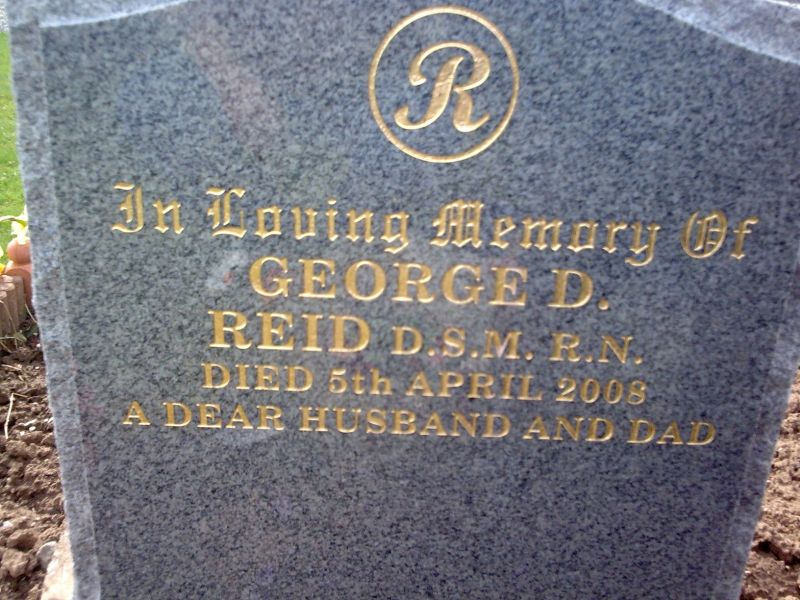 R
In Loving Memory Of
GEORGE D.
REID D.S.M. R.N.
DIED 5th APRIL 2008
A DEAR HUSBAND AND DAD